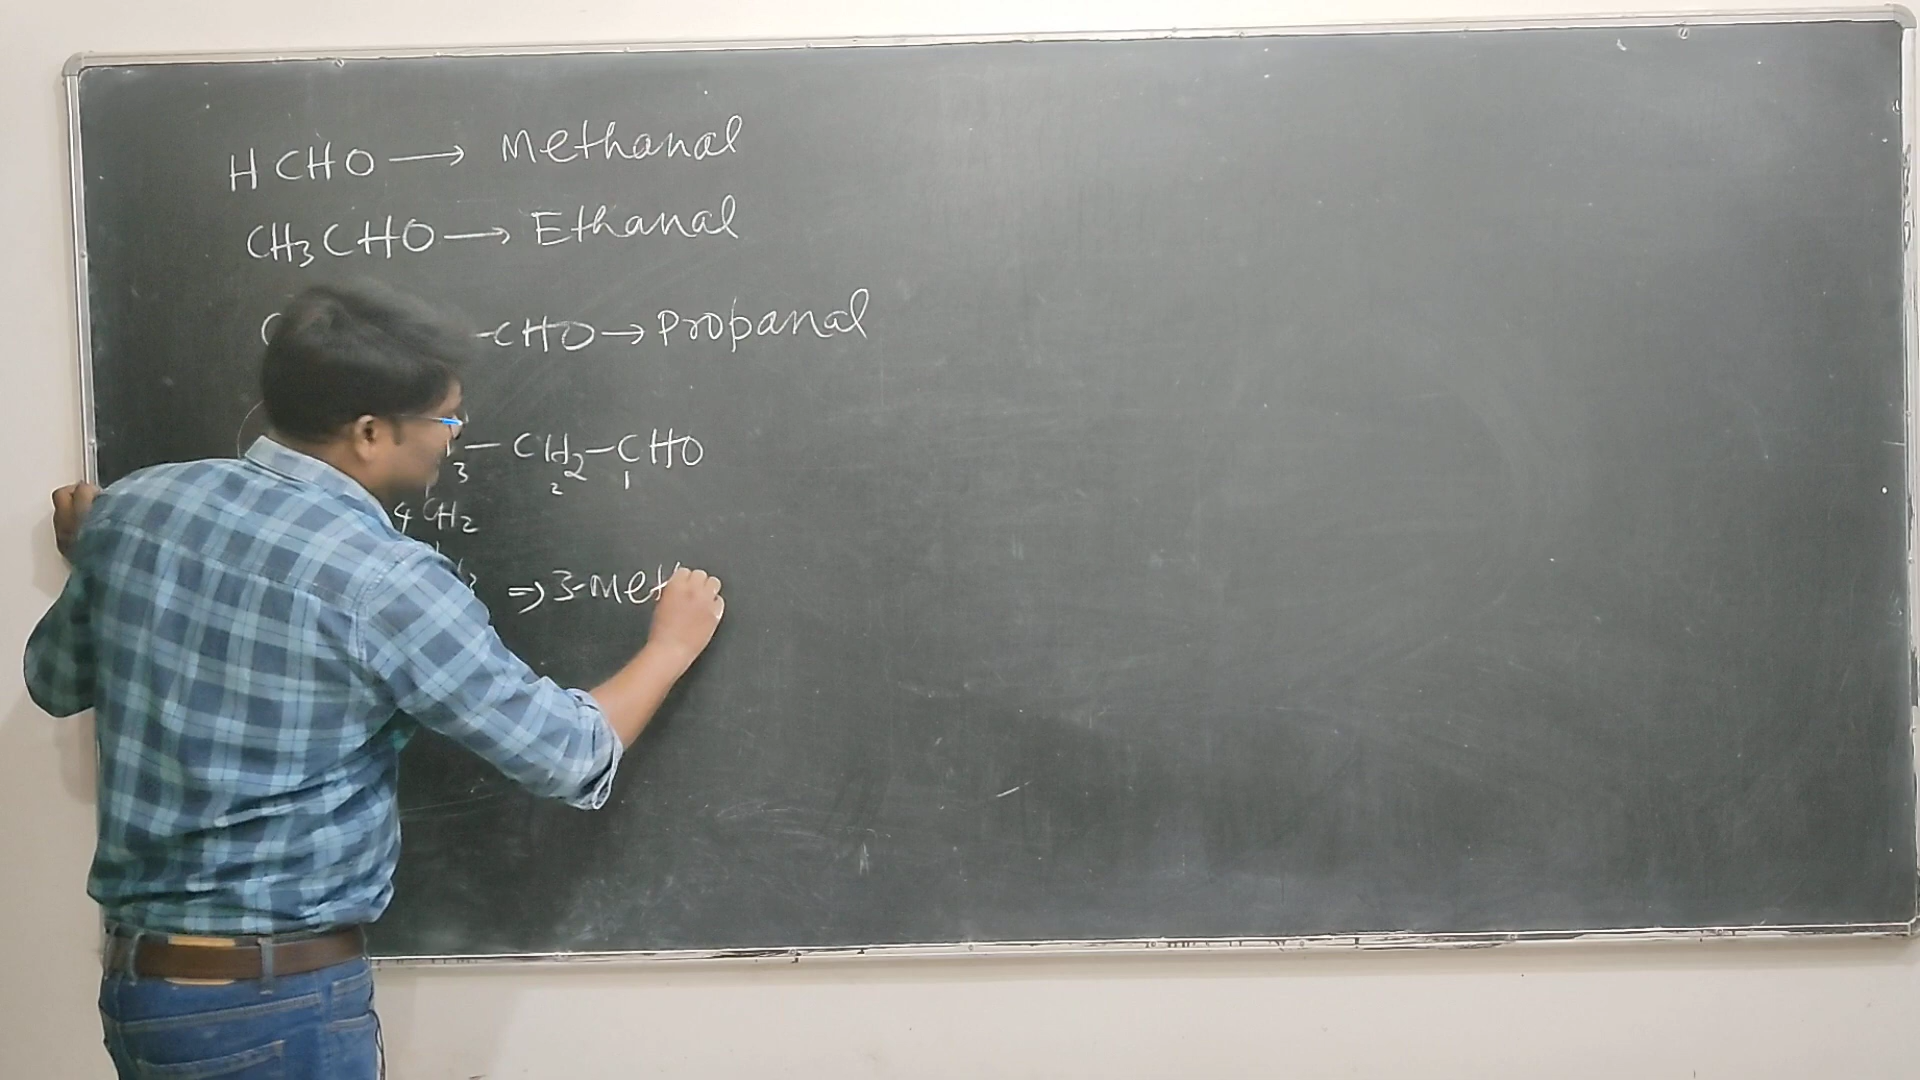 HCHO → Methanal
CH3CHO → Ethanal
-CHO → Propanal
3 - CH2 - CHO
2 1
4 CH2
⇒ 3-Met